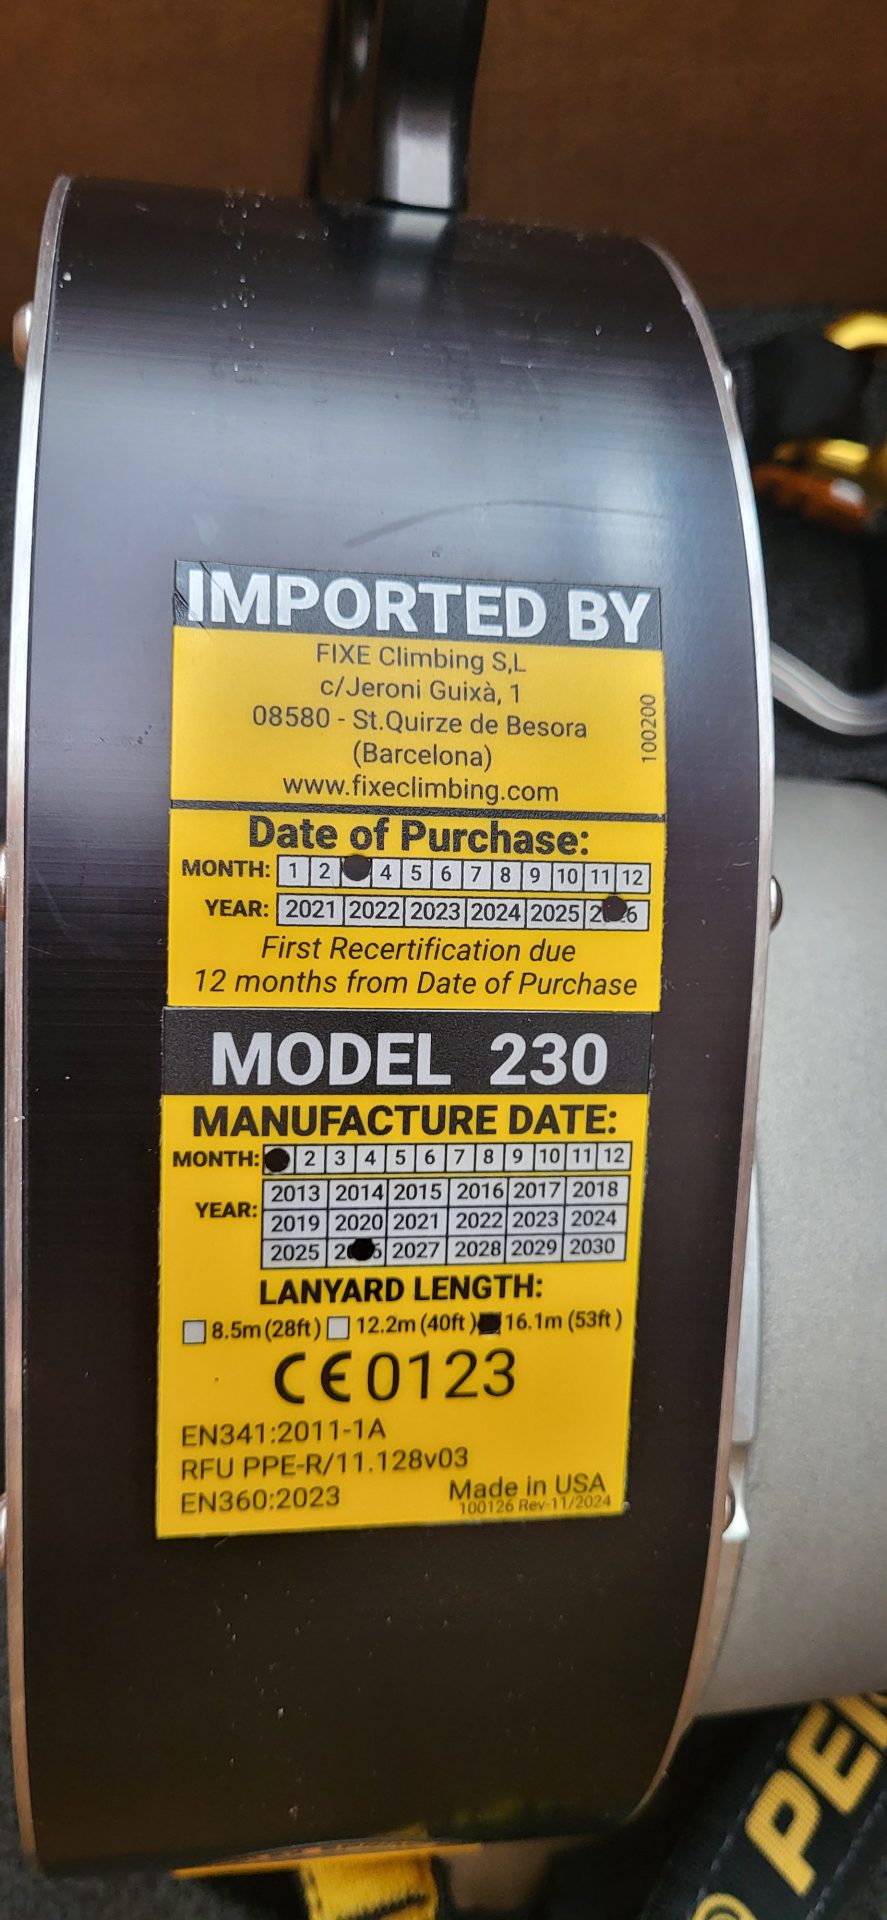 IMPORTED BY
FIXE Climbing S,L
c/Jeroni Guixà, 1
08580 - St.Quirze de Besora
(Barcelona)
www.fixeclimbing.com
100200
Date of Purchase:
MONTH: 1 2 4 5 6 7 8 9 10 11 12
YEAR: 2021 2022 2023 2024 2025 2026
First Recertification due
12 months from Date of Purchase
MODEL 230
MANUFACTURE DATE:
MONTH: 2 3 4 5 6 7 8 9 10 11 12
YEAR: 2013 2014 2015 2016 2017 2018
2019 2020 2021 2022 2023 2024
2025 2026 2027 2028 2029 2030
LANYARD LENGTH:
8.5m (28ft) 12.2m (40ft) 16.1m (53ft)
CE0123
EN341:2011-1A
RFU PPE-R/11.128v03
EN360:2023
Made in USA
100126 Rev-11/2024